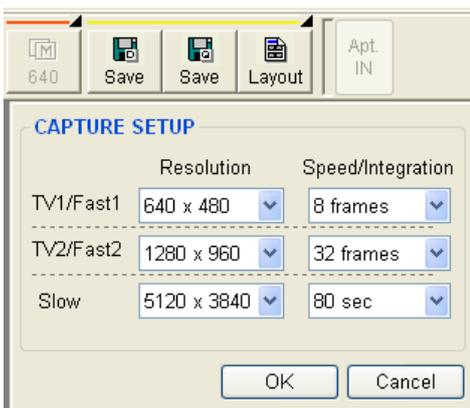 640
Save
Save
Layout
Apt.
IN
CAPTURE SETUP
Resolution Speed/Integration
TV1/Fast1 640 x 480 8 frames
TV2/Fast2 1280 x 960 32 frames
Slow 5120 x 3840 80 sec
OK Cancel